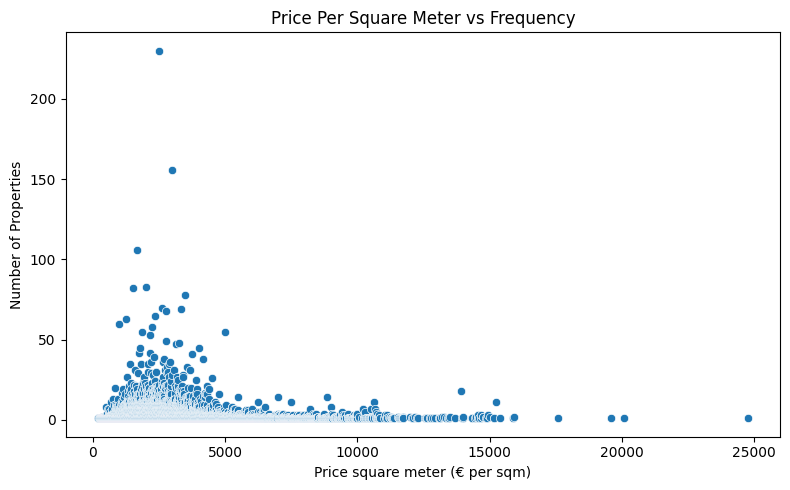 Price Per Square Meter vs Frequency
Number of Properties
200
150
100
50
0
0 5000 10000 15000 20000 25000
Price square meter (€ per sqm)